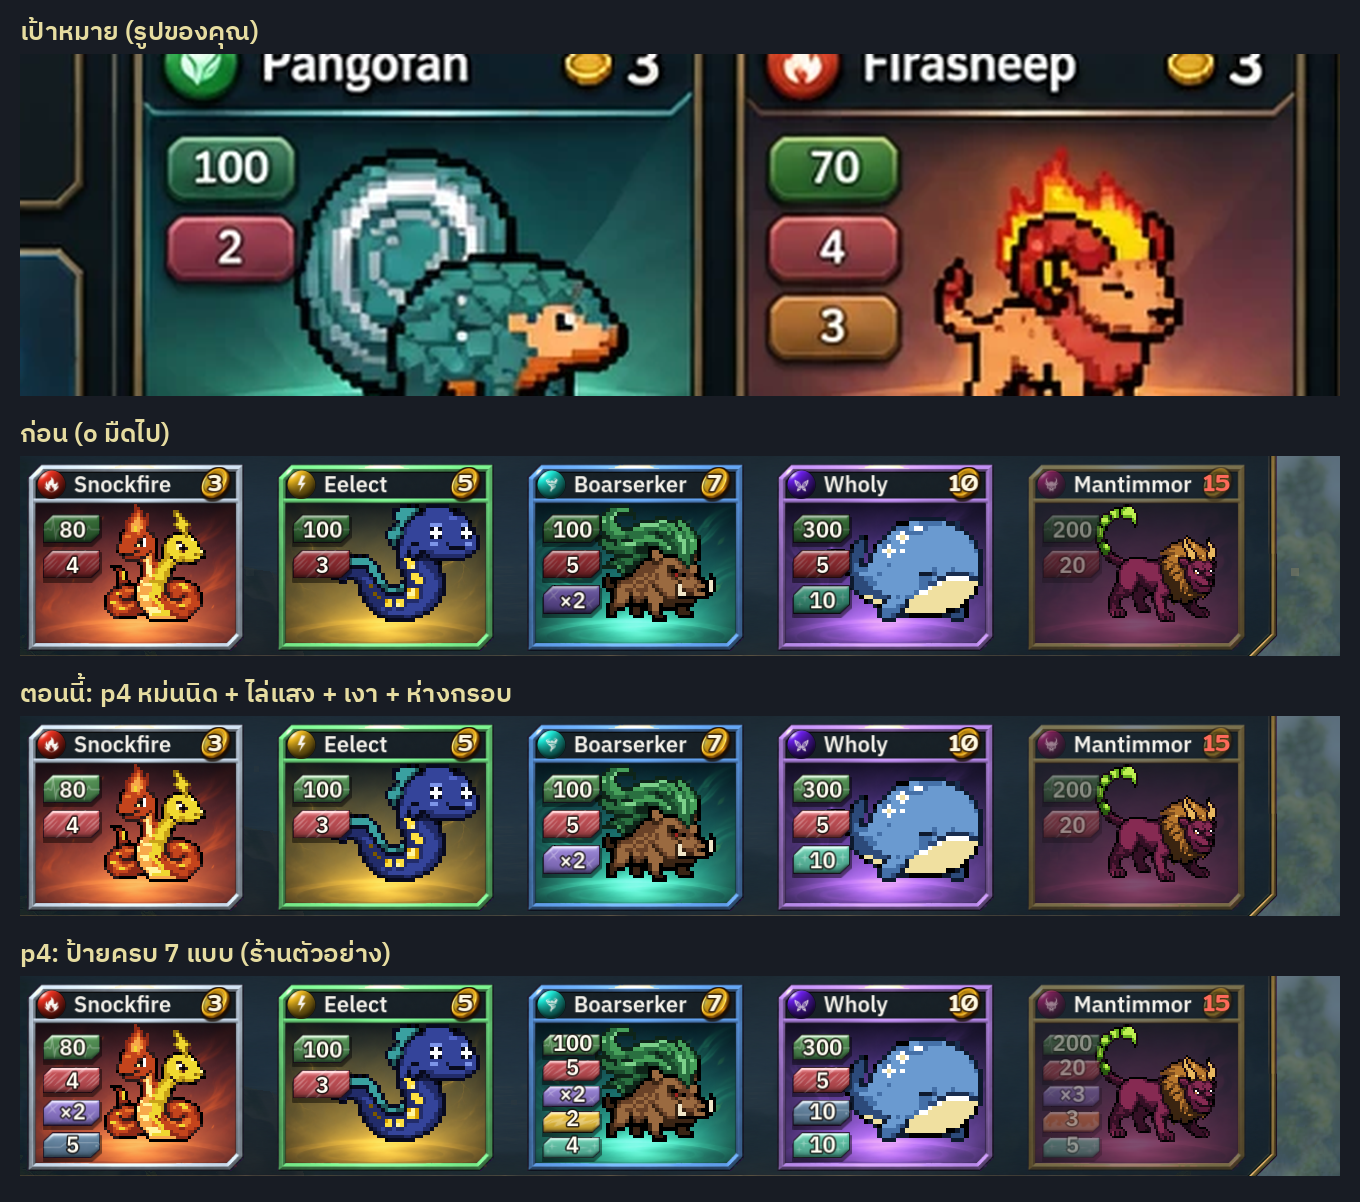 เป้าหมาย (รูปของคุณ)
Pangofan 3 Firasheep 3
100 70
2 4
3
ก่อน (o มืดไป)
Snockfire 3 Eelect 5 Boarserker 7 Wholy 10 Mantimmor 15
80 100 100 300 200
4 3 5 5 20
×2 10
ตอนนี้: p4 หม่นนิด + ไล่แสง + เงา + ห่างกรอบ
Snockfire 3 Eelect 5 Boarserker 7 Wholy 10 Mantimmor 15
80 100 100 300 200
4 3 5 5 20
×2 10
p4: ป้ายครบ 7 แบบ (ร้านตัวอย่าง)
Snockfire 3 Eelect 5 Boarserker 7 Wholy 10 Mantimmor 15
80 100 100 300 200
4 3 5 5 20
×2 ×2 10 ×3
5 2 10 3
4 5